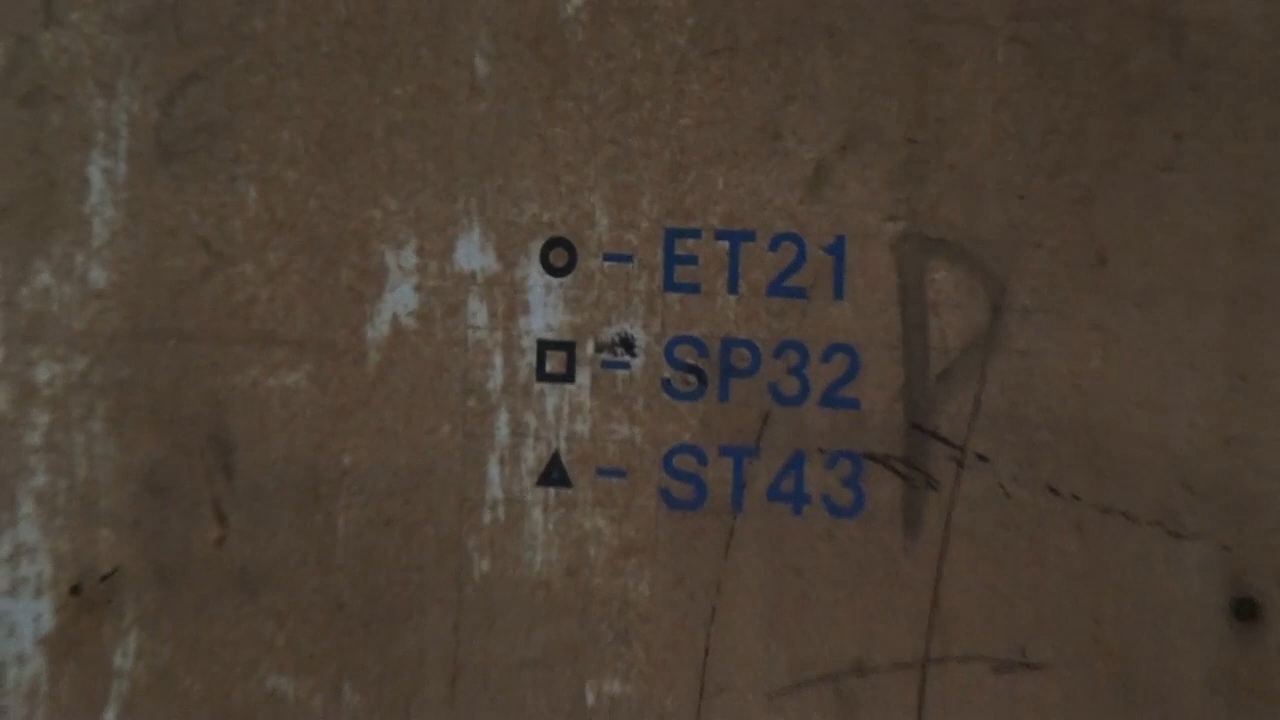 ○ - ET21
□ - SP32
▲ - ST43
P